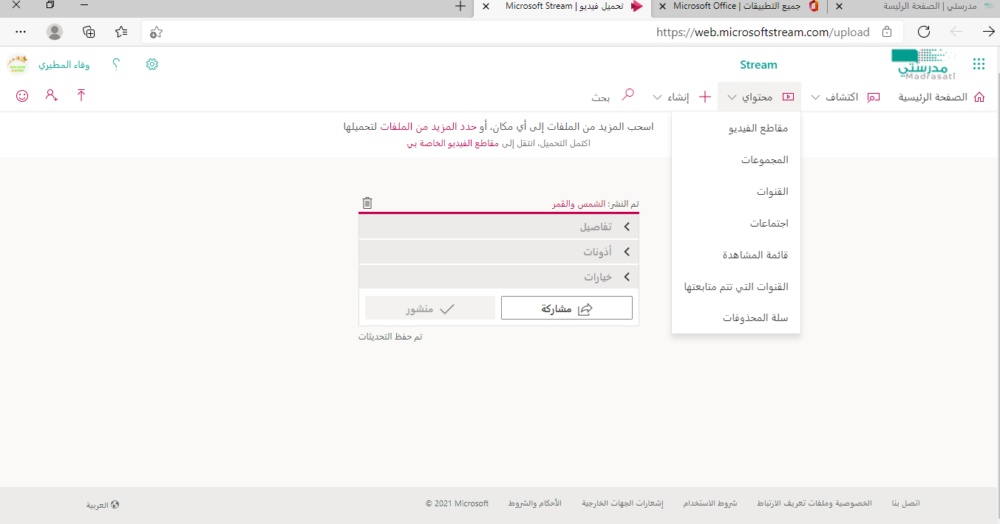 مدرستي | الصفحة الرئيسة
جميع التطبيقات | Microsoft Office
تحميل فيديو | Microsoft Stream
https://web.microsoftstream.com/upload
مدرستي
Madrasati
Stream
وفاء المطيري
الصفحة الرئيسية
اكتشاف
محتواي
إنشاء
بحث
اسحب المزيد من الملفات إلى أي مكان، أو حدد المزيد من الملفات لتحميلها
اكتمل التحميل، انتقل إلى مقاطع الفيديو الخاصة بي
مقاطع الفيديو
المجموعات
القنوات
اجتماعات
قائمة المشاهدة
القنوات التي تتم متابعتها
سلة المحذوفات
تم النشر: الشمس والقمر
تفاصيل
أذونات
خيارات
مشاركة
منشور
تم حفظ التحديثات
اتصل بنا
الخصوصية وملفات تعريف الارتباط
شروط الاستخدام
إشعارات الجهات الخارجية
الأحكام والشروط
© 2021 Microsoft
العربية